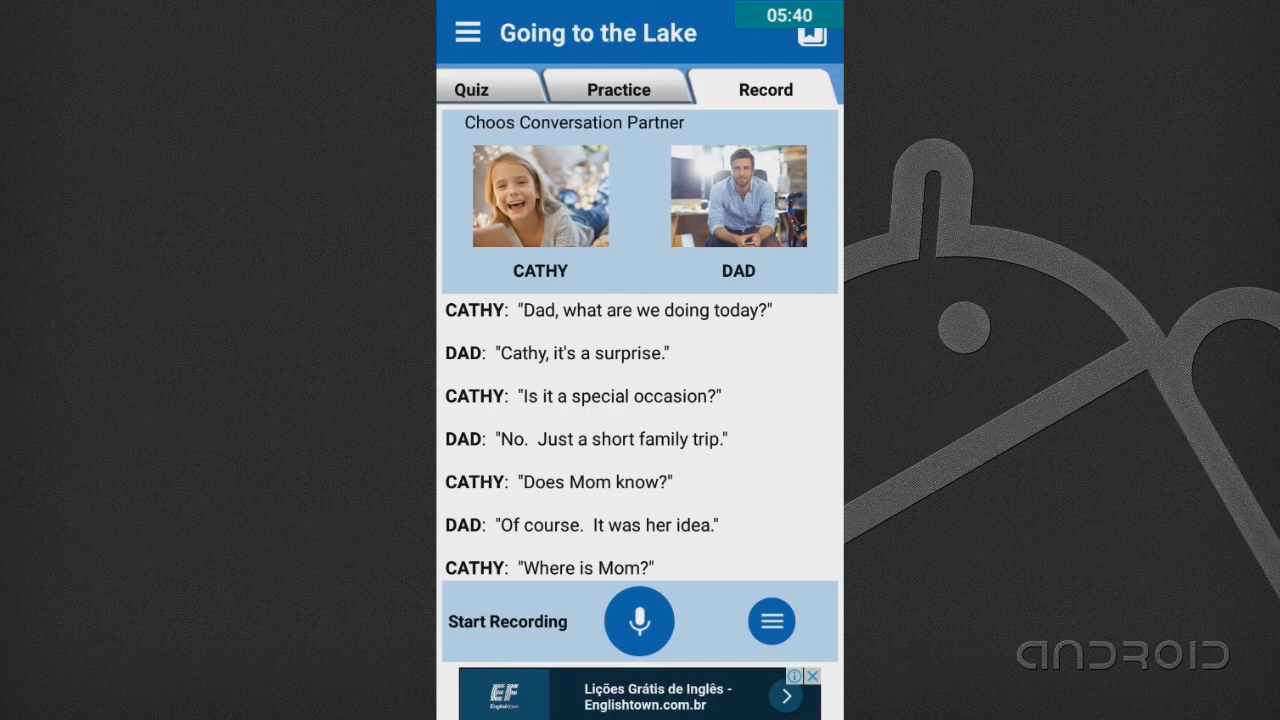 05:40
Going to the Lake
Quiz
Practice
Record
Choos Conversation Partner
CATHY
DAD
CATHY: "Dad, what are we doing today?"
DAD: "Cathy, it's a surprise."
CATHY: "Is it a special occasion?"
DAD: "No.  Just a short family trip."
CATHY: "Does Mom know?"
DAD: "Of course.  It was her idea."
CATHY: "Where is Mom?"
Start Recording
EF
Englishtown
Lições Grátis de Inglês -
Englishtown.com.br
ANDROID